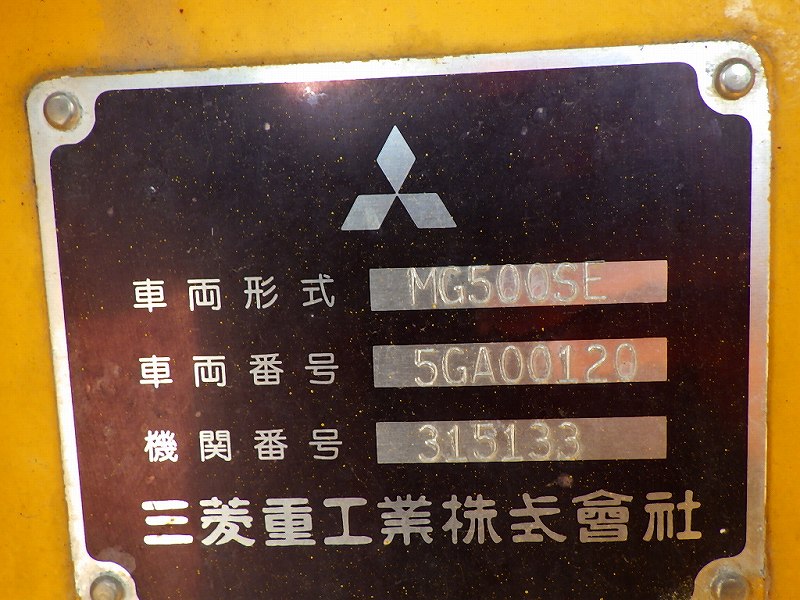 車両形式 MG500SE
車両番号 5GA00120
機関番号 315133
三菱重工業株式會社